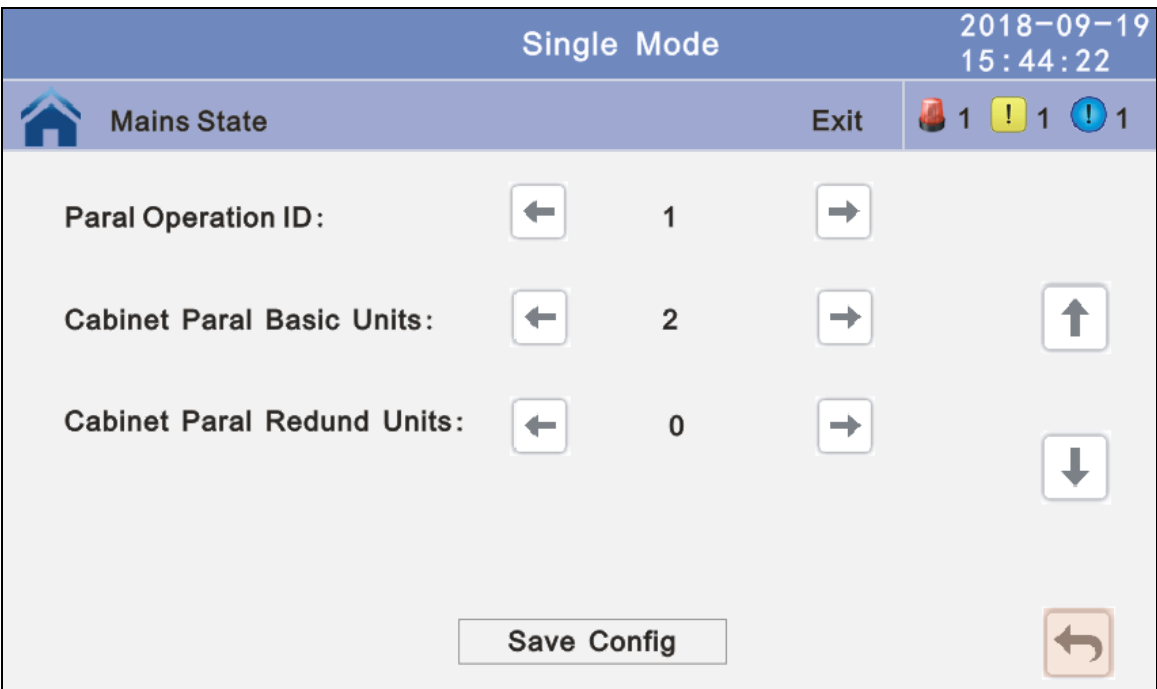 Single Mode
2018-09-19
15:44:22
Mains State
Exit
1
! 1
! 1
Paral Operation ID:
1
Cabinet Paral Basic Units:
2
Cabinet Paral Redund Units:
0
Save Config